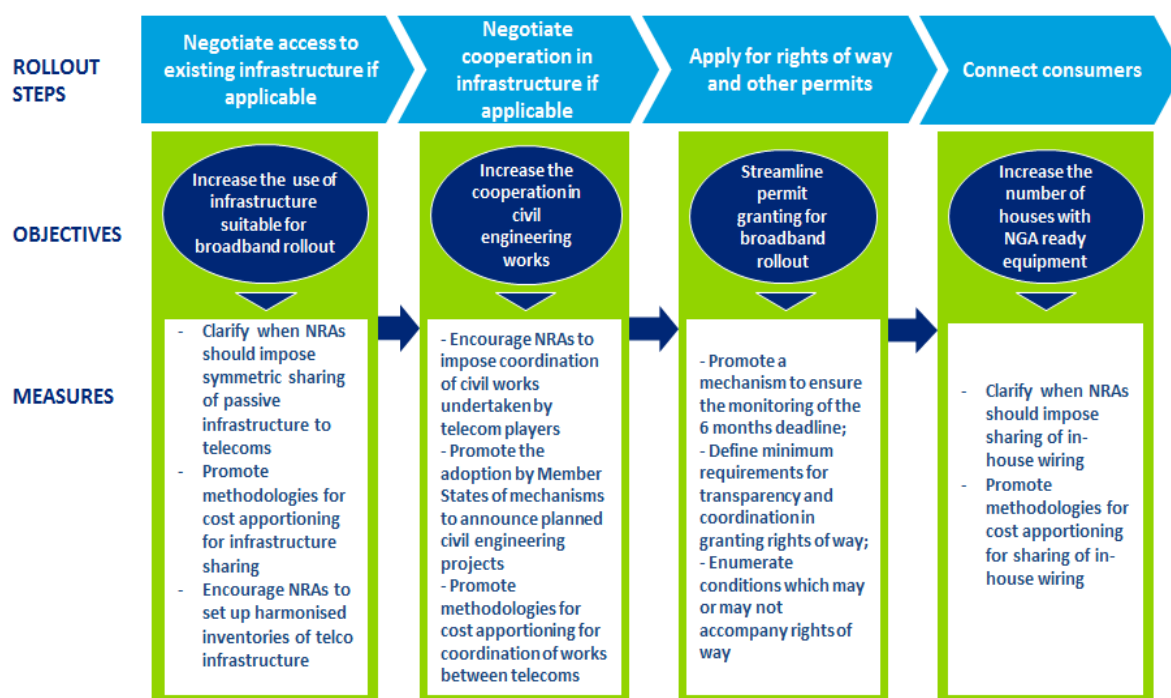 ROLLOUT
STEPS
Negotiate access to
existing infrastructure if
applicable
Negotiate
cooperation in
infrastructure if
applicable
Apply for rights of way
and other permits
Connect consumers
OBJECTIVES
Increase the use of
infrastructure
suitable for
broadband rollout
Increase the
cooperation in
civil
engineering
works
Streamline
permit
granting for
broadband
rollout
Increase the
number of
houses with
NGA ready
equipment
MEASURES
- Clarify when NRAs
should impose
symmetric sharing
of passive
infrastructure to
telecoms
- Promote
methodologies for
cost apportioning
for infrastructure
sharing
- Encourage NRAs to
set up harmonised
inventories of telco
infrastructure
- Encourage NRAs to
impose coordination
of civil works
undertaken by
telecom players
- Promote the
adoption by Member
States of mechanisms
to announce planned
civil engineering
projects
- Promote
methodologies for
cost apportioning for
coordination of works
between telecoms
- Promote a
mechanism to ensure
the monitoring of the
6 months deadline;
- Define minimum
requirements for
transparency and
coordination in
granting rights of way;
- Enumerate
conditions which may
or may not
accompany rights of
way
- Clarify when NRAs
should impose
sharing of in-
house wiring
- Promote
methodologies for
cost apportioning
for sharing of in-
house wiring